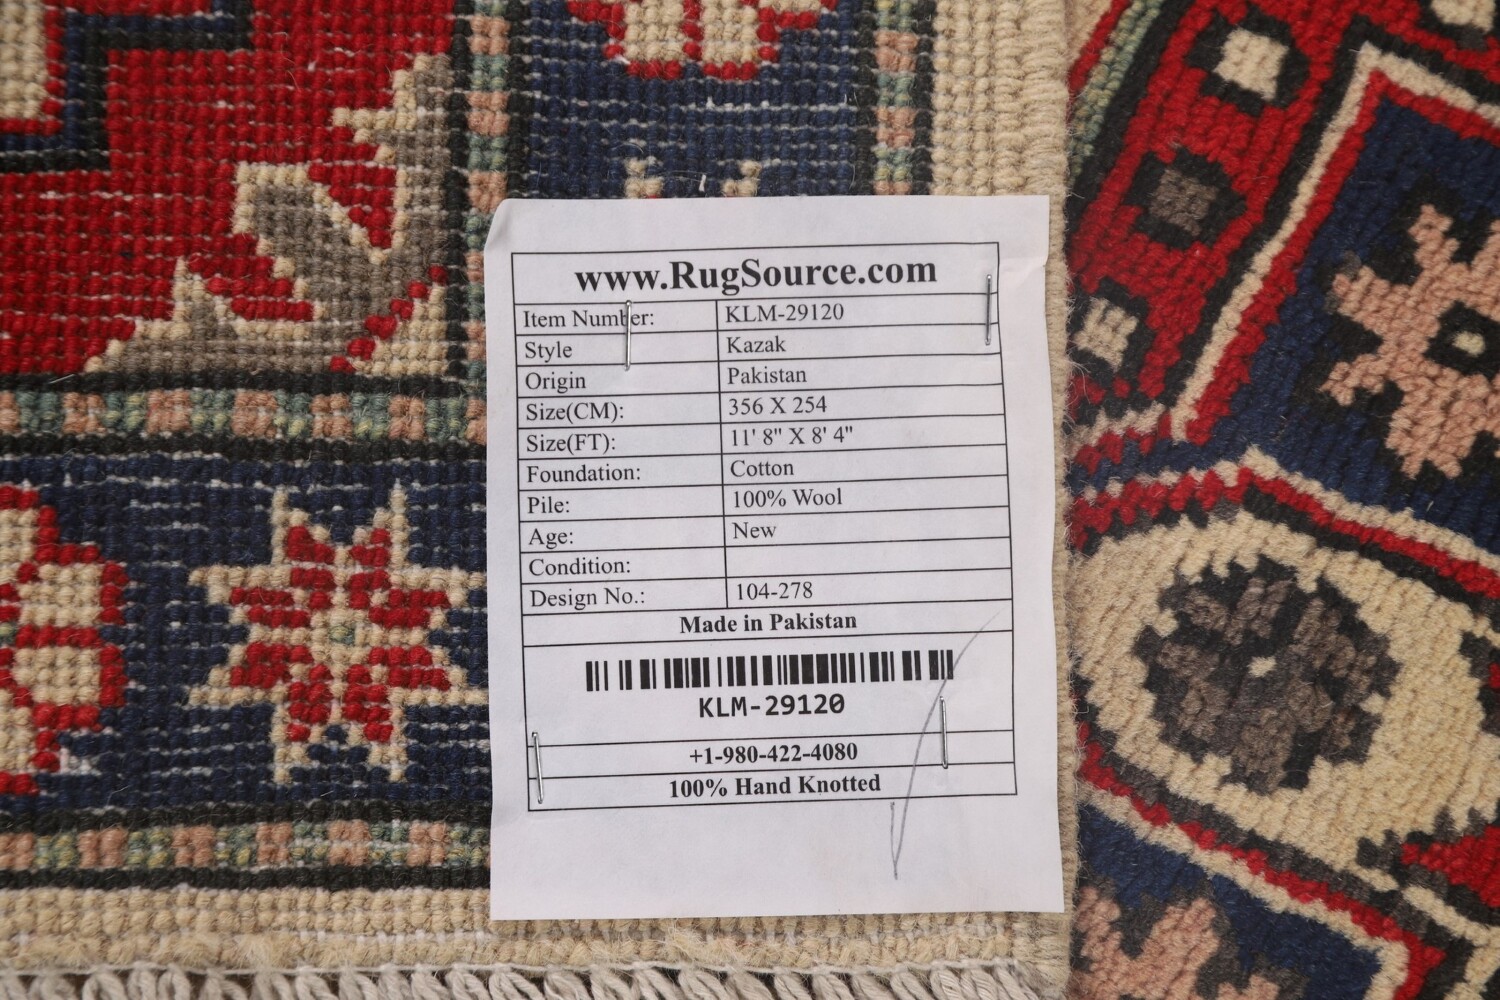 www.RugSource.com
Item Number: KLM-29120
Style Kazak
Origin Pakistan
Size(CM): 356 X 254
Size(FT): 11' 8" X 8' 4"
Foundation: Cotton
Pile: 100% Wool
Age: New
Condition:
Design No.: 104-278
Made in Pakistan
KLM-29120
+1-980-422-4080
100% Hand Knotted